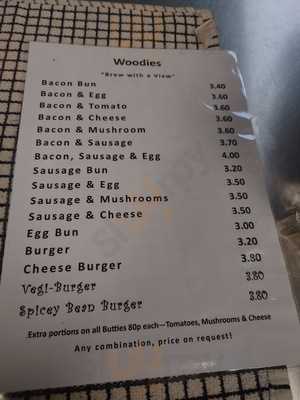 Woodies
"Brew with a View"
Bacon Bun 3.40
Bacon & Egg 3.60
Bacon & Tomato 3.60
Bacon & Cheese 3.60
Bacon & Mushroom 3.60
Bacon & Sausage 3.70
Bacon, Sausage & Egg 4.00
Sausage Bun 3.20
Sausage & Egg 3.50
Sausage & Mushrooms 3.50
Sausage & Cheese 3.50
Egg Bun 3.00
Burger 3.20
Cheese Burger 3.80
Vegi-Burger 3.80
Spicey Bean Burger 3.80
.Extra portions on all Butties 80p each—Tomatoes, Mushrooms & Cheese
Any combination, price on request!